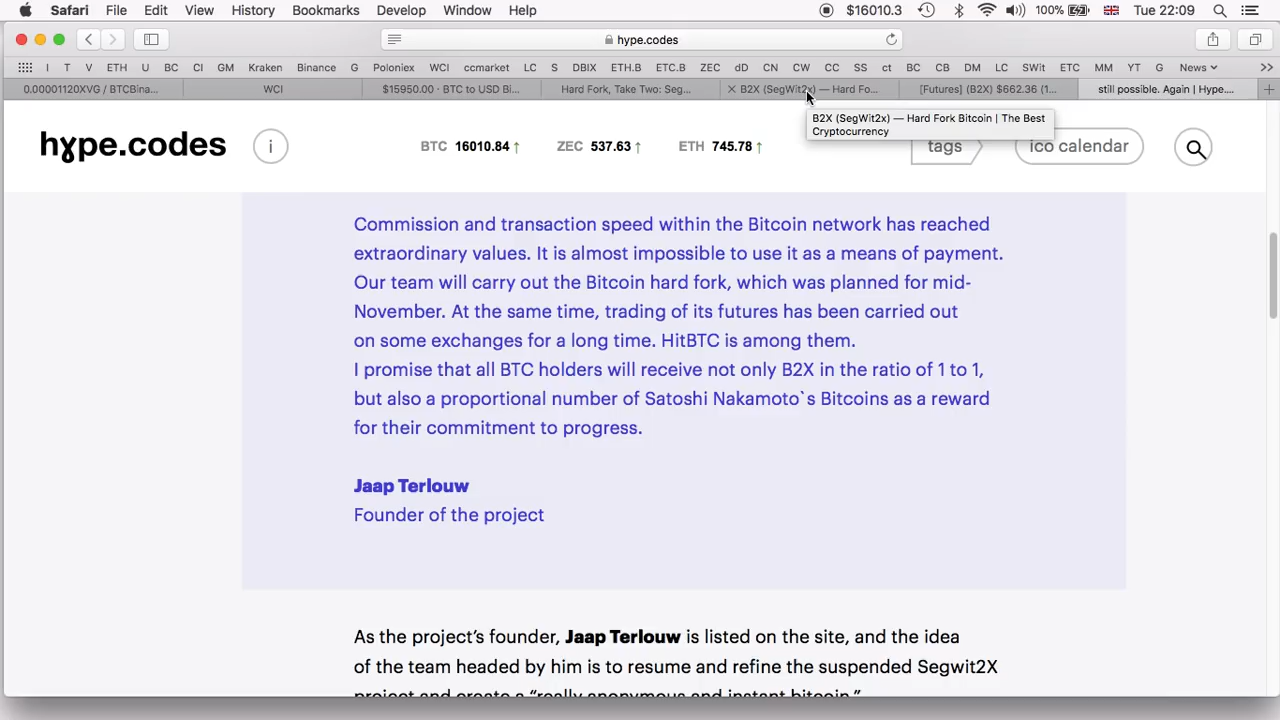 Safari File Edit View History Bookmarks Develop Window Help $16010.3 100% Tue 22:09
hype.codes
I T V ETH U BC CI GM Kraken Binance G Poloniex WCI ccmarket LC S DBIX ETH.B ETC.B ZEC dD CN CW CC SS ct BC CB DM LC SWit ETC MM YT G News
0.00001120XVG / BTCBina... WCI $15950.00 · BTC to USD Bi... Hard Fork, Take Two: Seg... B2X (SegWit2x) — Hard Fo... [Futures] (B2X) $662.36 (1... still possible. Again | Hype....
B2X (SegWit2x) — Hard Fork Bitcoin | The Best
Cryptocurrency
hype.codes i BTC 16010.84↑ ZEC 537.63↑ ETH 745.78↑ tags ico calendar
Commission and transaction speed within the Bitcoin network has reached
extraordinary values. It is almost impossible to use it as a means of payment.
Our team will carry out the Bitcoin hard fork, which was planned for mid-
November. At the same time, trading of its futures has been carried out
on some exchanges for a long time. HitBTC is among them.
I promise that all BTC holders will receive not only B2X in the ratio of 1 to 1,
but also a proportional number of Satoshi Nakamoto`s Bitcoins as a reward
for their commitment to progress.
Jaap Terlouw
Founder of the project
As the project’s founder, Jaap Terlouw is listed on the site, and the idea
of the team headed by him is to resume and refine the suspended Segwit2X
project and create a “really anonymous and instant bitcoin.”